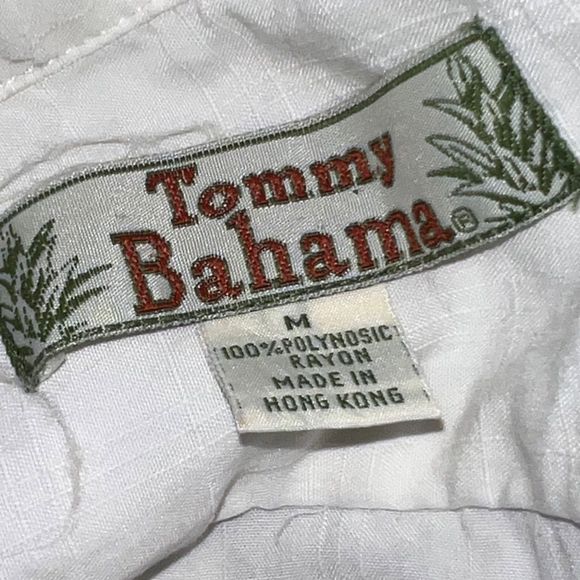 Tommy
Bahama®
M
100% POLYNOSIC
RAYON
MADE IN
HONG KONG